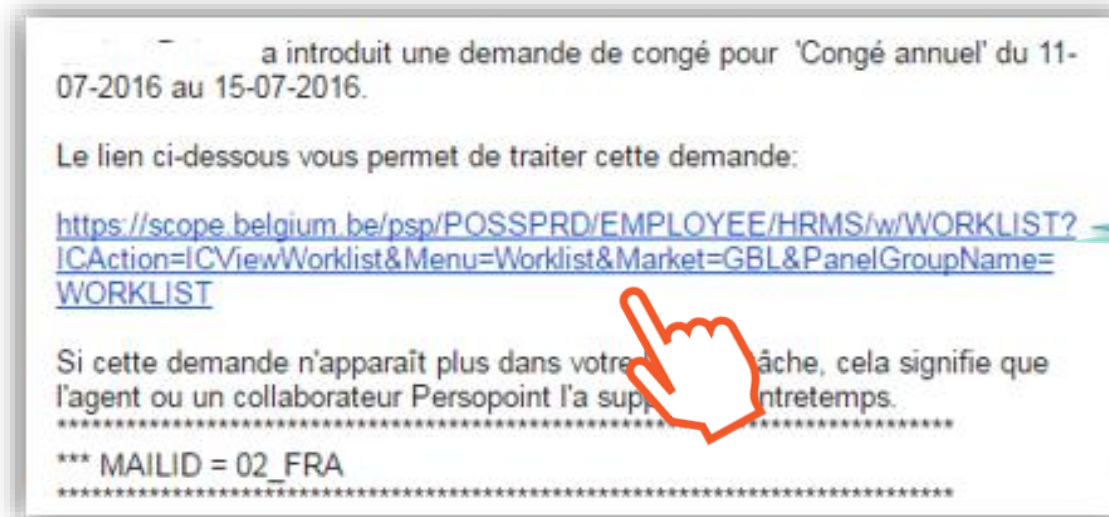 a introduit une demande de congé pour 'Congé annuel' du 11-
07-2016 au 15-07-2016.
Le lien ci-dessous vous permet de traiter cette demande:
https://scope.belgium.be/psp/POSSPRD/EMPLOYEE/HRMS/w/WORKLIST?
ICAction=ICViewWorklist&Menu=Worklist&Market=GBL&PanelGroupName=
WORKLIST
Si cette demande n'apparaît plus dans votre tâche, cela signifie que
l'agent ou un collaborateur Persopoint l'a entretemps.
******************************************************************************
*** MAILID = 02_FRA
******************************************************************************